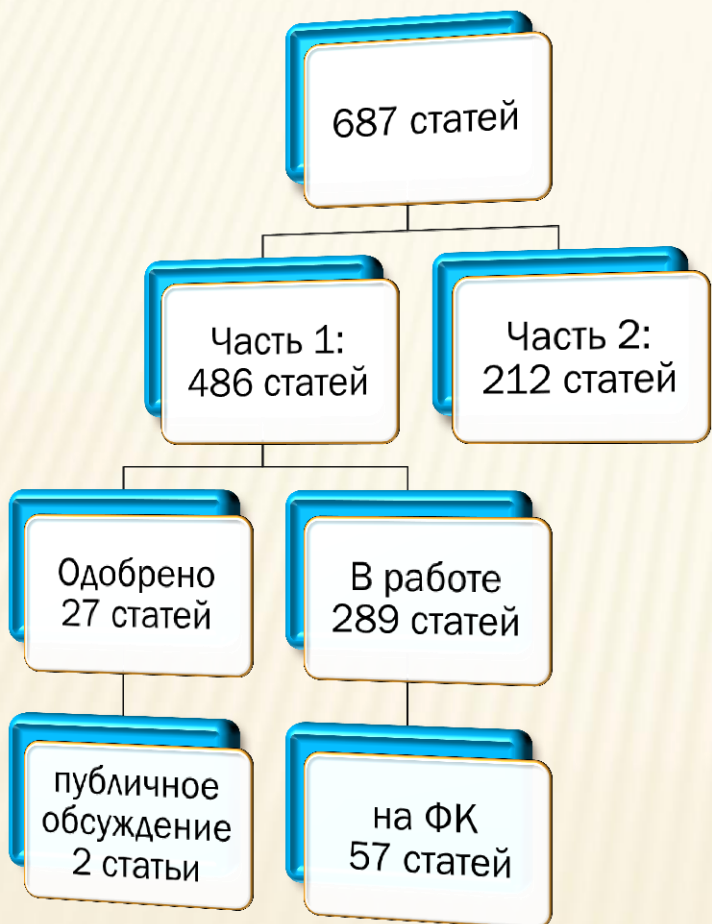 687 статей
Часть 1:
486 статей
Часть 2:
212 статей
Одобрено
27 статей
В работе
289 статей
публичное
обсуждение
2 статьи
на ФК
57 статей